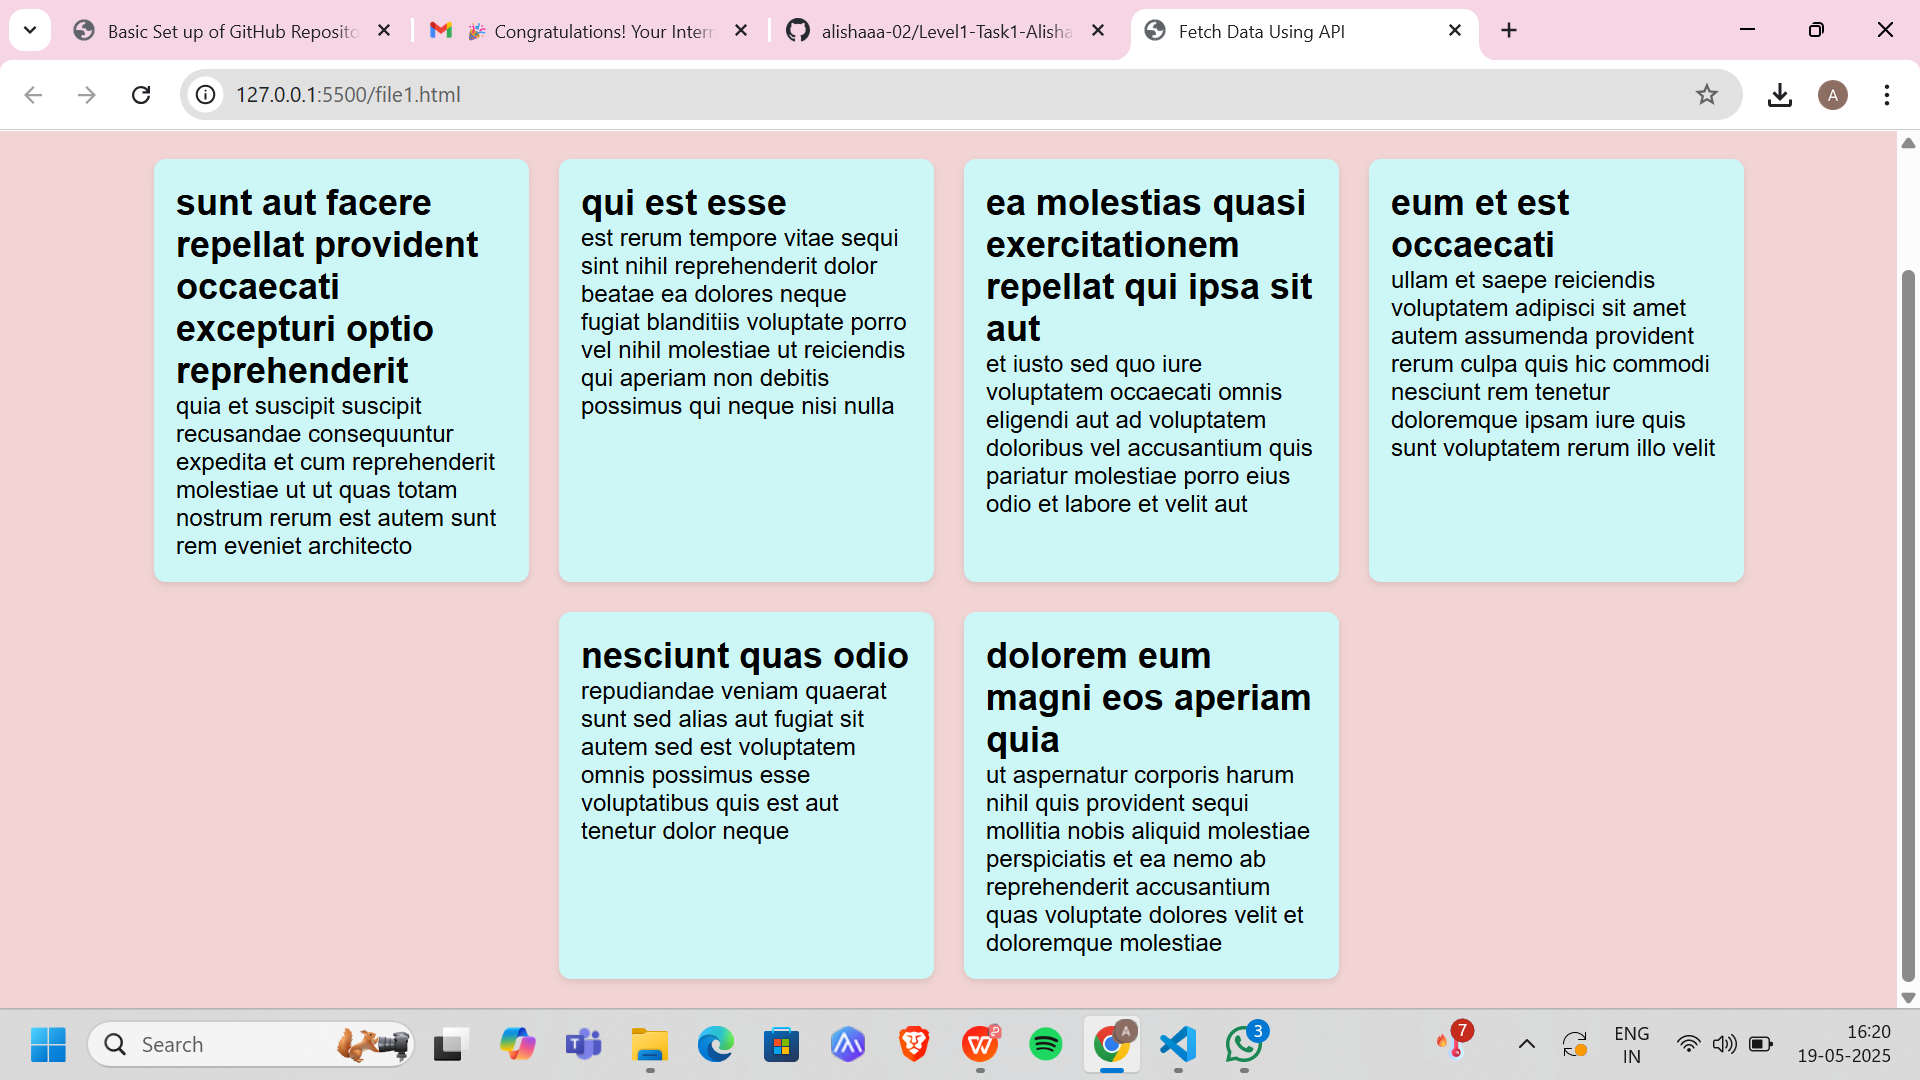 Basic Set up of GitHub Reposito
🎉 Congratulations! Your Intern
alishaaa-02/Level1-Task1-Alisha
Fetch Data Using API
127.0.0.1:5500/file1.html
A
sunt aut facere
repellat provident
occaecati
excepturi optio
reprehenderit
quia et suscipit suscipit
recusandae consequuntur
expedita et cum reprehenderit
molestiae ut ut quas totam
nostrum rerum est autem sunt
rem eveniet architecto
qui est esse
est rerum tempore vitae sequi
sint nihil reprehenderit dolor
beatae ea dolores neque
fugiat blanditiis voluptate porro
vel nihil molestiae ut reiciendis
qui aperiam non debitis
possimus qui neque nisi nulla
ea molestias quasi
exercitationem
repellat qui ipsa sit
aut
et iusto sed quo iure
voluptatem occaecati omnis
eligendi aut ad voluptatem
doloribus vel accusantium quis
pariatur molestiae porro eius
odio et labore et velit aut
eum et est
occaecati
ullam et saepe reiciendis
voluptatem adipisci sit amet
autem assumenda provident
rerum culpa quis hic commodi
nesciunt rem tenetur
doloremque ipsam iure quis
sunt voluptatem rerum illo velit
nesciunt quas odio
repudiandae veniam quaerat
sunt sed alias aut fugiat sit
autem sed est voluptatem
omnis possimus esse
voluptatibus quis est aut
tenetur dolor neque
dolorem eum
magni eos aperiam
quia
ut aspernatur corporis harum
nihil quis provident sequi
mollitia nobis aliquid molestiae
perspiciatis et ea nemo ab
reprehenderit accusantium
quas voluptate dolores velit et
doloremque molestiae
Search
A
3
7
ENG
IN
16:20
19-05-2025